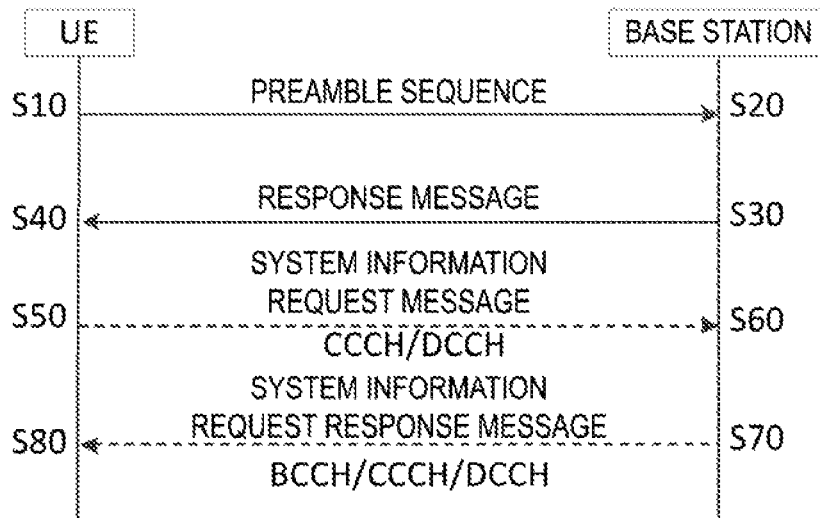 UE
BASE STATION
S10
PREAMBLE SEQUENCE
S20
S40
RESPONSE MESSAGE
S30
SYSTEM INFORMATION
REQUEST MESSAGE
S50
S60
CCCH/DCCH
SYSTEM INFORMATION
REQUEST RESPONSE MESSAGE
S80
S70
BCCH/CCCH/DCCH